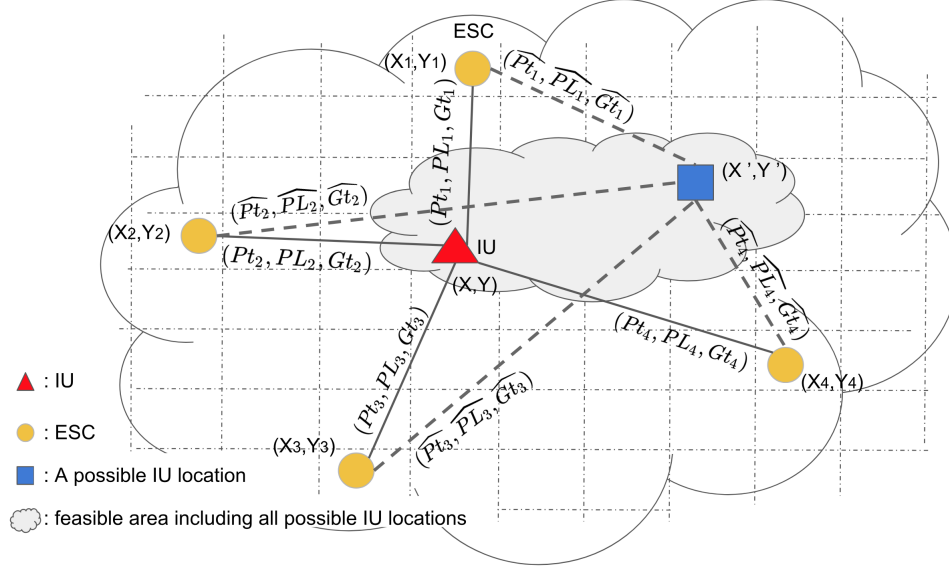 ESC
(X1,Y1)
(P̂t₁, P̂L₁, Ĝt₁)
(Pt₁, PL₁, Gt₁)
(X ',Y ')
(P̂t₂, P̂L₂, Ĝt₂)
(X2,Y2)
(Pt₂, PL₂, Gt₂)
IU
(X,Y)
(P̂t₄, P̂L₄, Ĝt₄)
(Pt₄, PL₄, Gt₄)
(Pt₃, PL₃, Gt₃)
(P̂t₃, P̂L₃, Ĝt₃)
(X4,Y4)
(X3,Y3)
: IU
: ESC
: A possible IU location
: feasible area including all possible IU locations